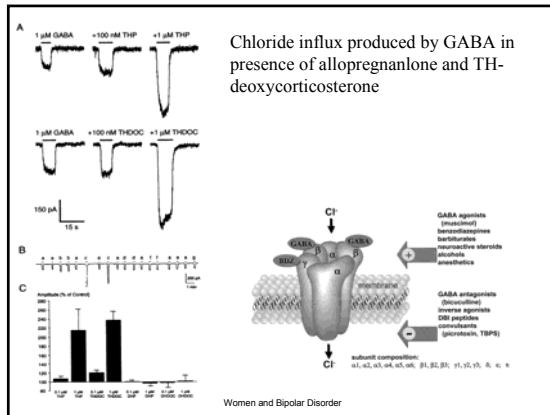 A
1 µM GABA +100 nM THP +1 µM THP
1 µM GABA +100 nM THDOC +1 µM THDOC
150 pA
15 s
B
C
Amplitude (% of Control)
Chloride influx produced by GABA in
presence of allopregnanlone and TH-
deoxycorticosterone
Cl-
GABA
GABA
BDZ
β
α
β
γ
α
membrane
Cl-
+
GABA agonists
(muscimol)
benzodiazepines
barbiturates
neuroactive steroids
alcohols
anesthetics
-
GABA antagonists
(bicuculline)
inverse agonists
DBI peptides
convulsants
(picrotoxin, TBPS)
subunit composition:
α1, α2, α3, α4, α5, α6, β1, β2, β3; γ1, γ2, γ3, δ; ε; π
Women and Bipolar Disorder